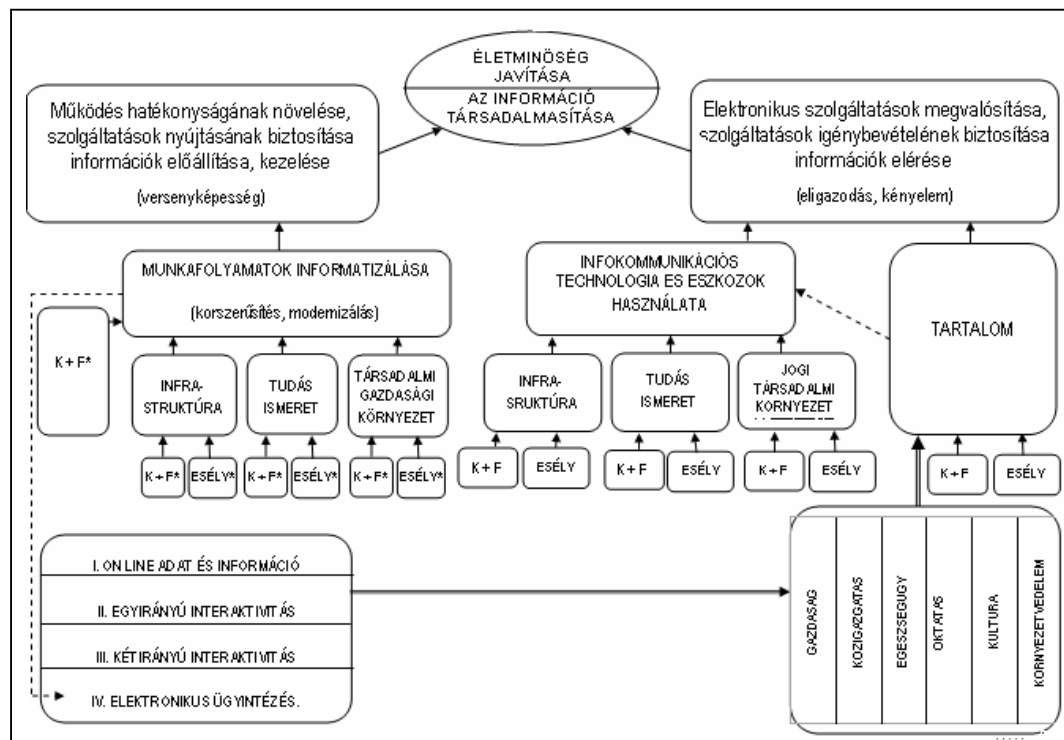 ÉLETMINŐSÉG
JAVÍTÁSA
AZ INFORMÁCIÓ
TÁRSADALMASÍTÁSA
Működés hatékonyságának növelése,
szolgáltatások nyújtásának biztosítása
információk előállítása, kezelése
(versenyképesség)
Elektronikus szolgáltatások megvalósítása,
szolgáltatások igénybevételének biztosítása
információk elérése
(eligazodás, kényelem)
MUNKAFOLYAMATOK INFORMATIZÁLÁSA
(korszerűsítés, modernizálás)
INFOKOMMUNIKÁCIÓS
TECHNOLOGIA ES ESZKOZOK
HASZNÁLATA
TARTALOM
K + F*
INFRA-
STRUKTÚRA
TUDÁS
ISMERET
TÁRSADALMI
GAZDASÁGI
KÖRNYEZET
INFRA-
SRUKTÚRA
TUDÁS
ISMERET
JOGI
TÁRSADALMI
KORNYEZET
K + F*
ESÉLY*
K + F*
ESÉLY*
K + F*
ESÉLY*
K + F
ESÉLY
K + F
ESÉLY
K + F
ESÉLY
K + F
ESÉLY
I. ON LINE ADAT ÉS INFORMÁCIÓ
II. EGYIRÁNYÚ INTERAKTIVITÁS
III. KÉTIRÁNYÚ INTERAKTIVITÁS
IV. ELEKTRONIKUS ÜGYINTÉZÉS.
GAZDASAG
KOZIGAZGATAS
EGESZSEGUGY
OKTATAS
KULTURA
KORNYEZETVEDELEM